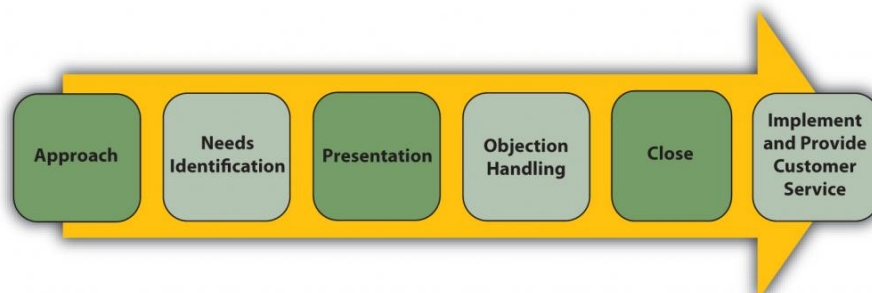 Approach
Needs
Identification
Presentation
Objection
Handling
Close
Implement
and Provide
Customer
Service